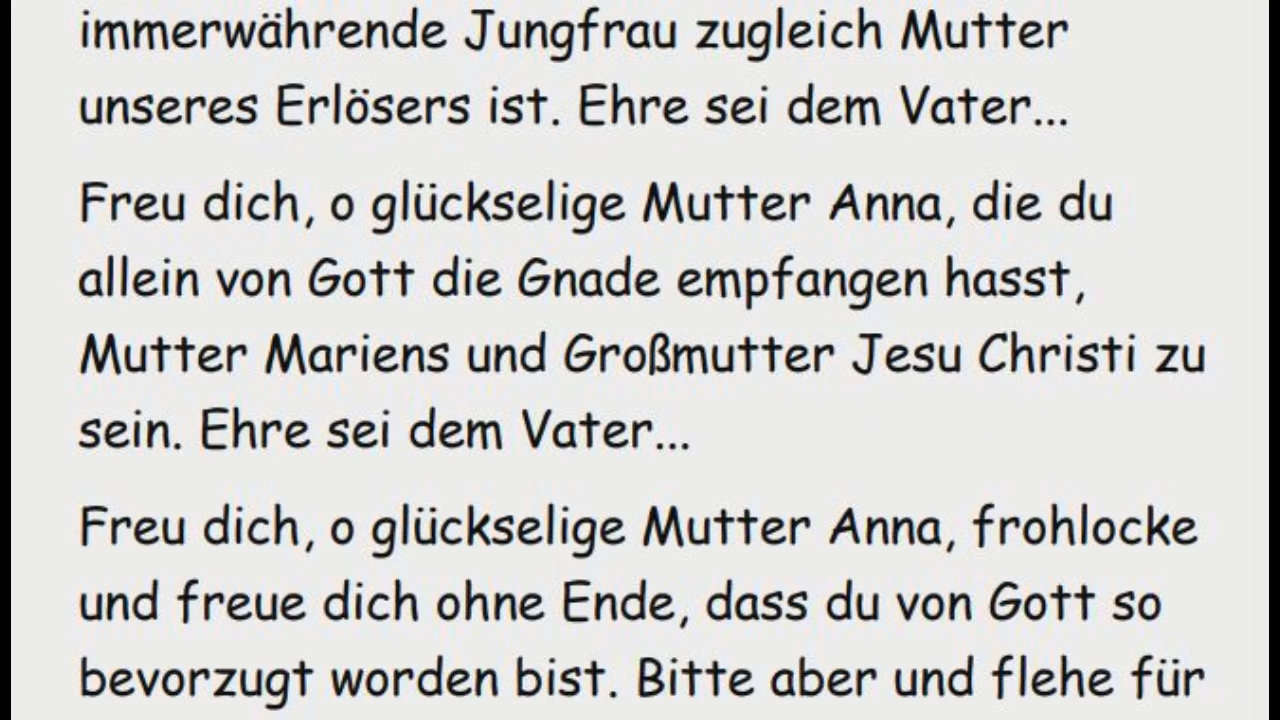 immerwährende Jungfrau zugleich Mutter
unseres Erlösers ist. Ehre sei dem Vater...
Freu dich, o glückselige Mutter Anna, die du
allein von Gott die Gnade empfangen hasst,
Mutter Mariens und Großmutter Jesu Christi zu
sein. Ehre sei dem Vater...
Freu dich, o glückselige Mutter Anna, frohlocke
und freue dich ohne Ende, dass du von Gott so
bevorzugt worden bist. Bitte aber und flehe für